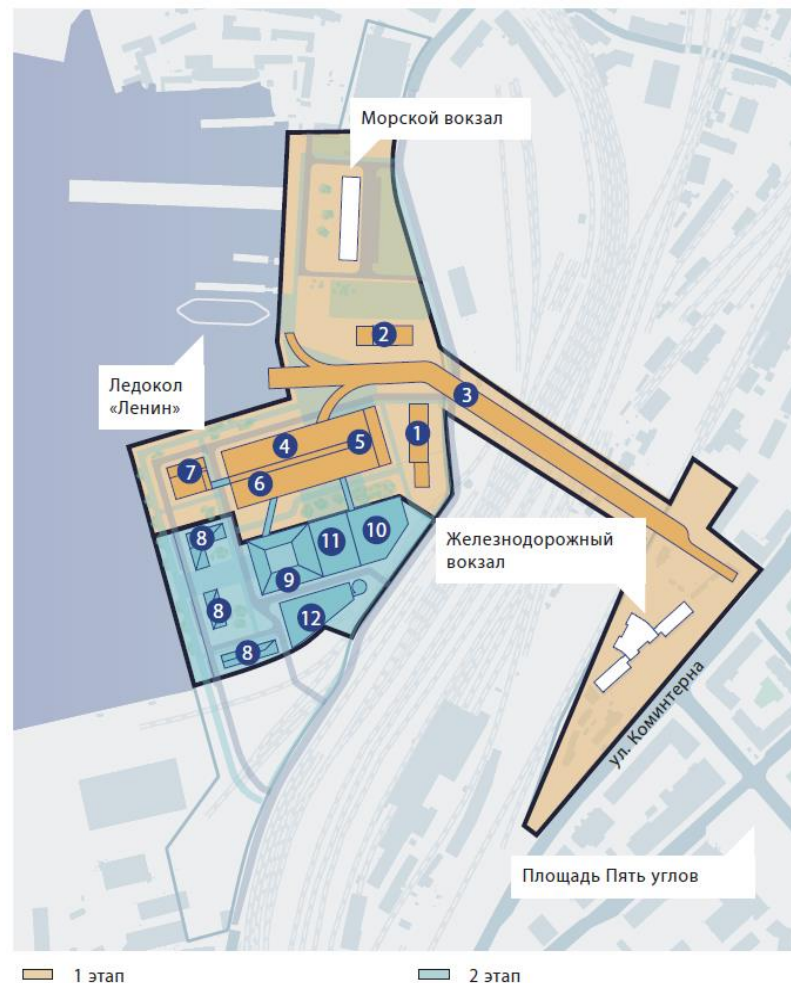 Морской вокзал
2
Ледокол
«Ленин»
3
1
4
5
7
6
Железнодорожный
вокзал
8
11
10
9
8
12
8
ул. Коминтерна
Площадь Пять углов
1 этап
2 этап